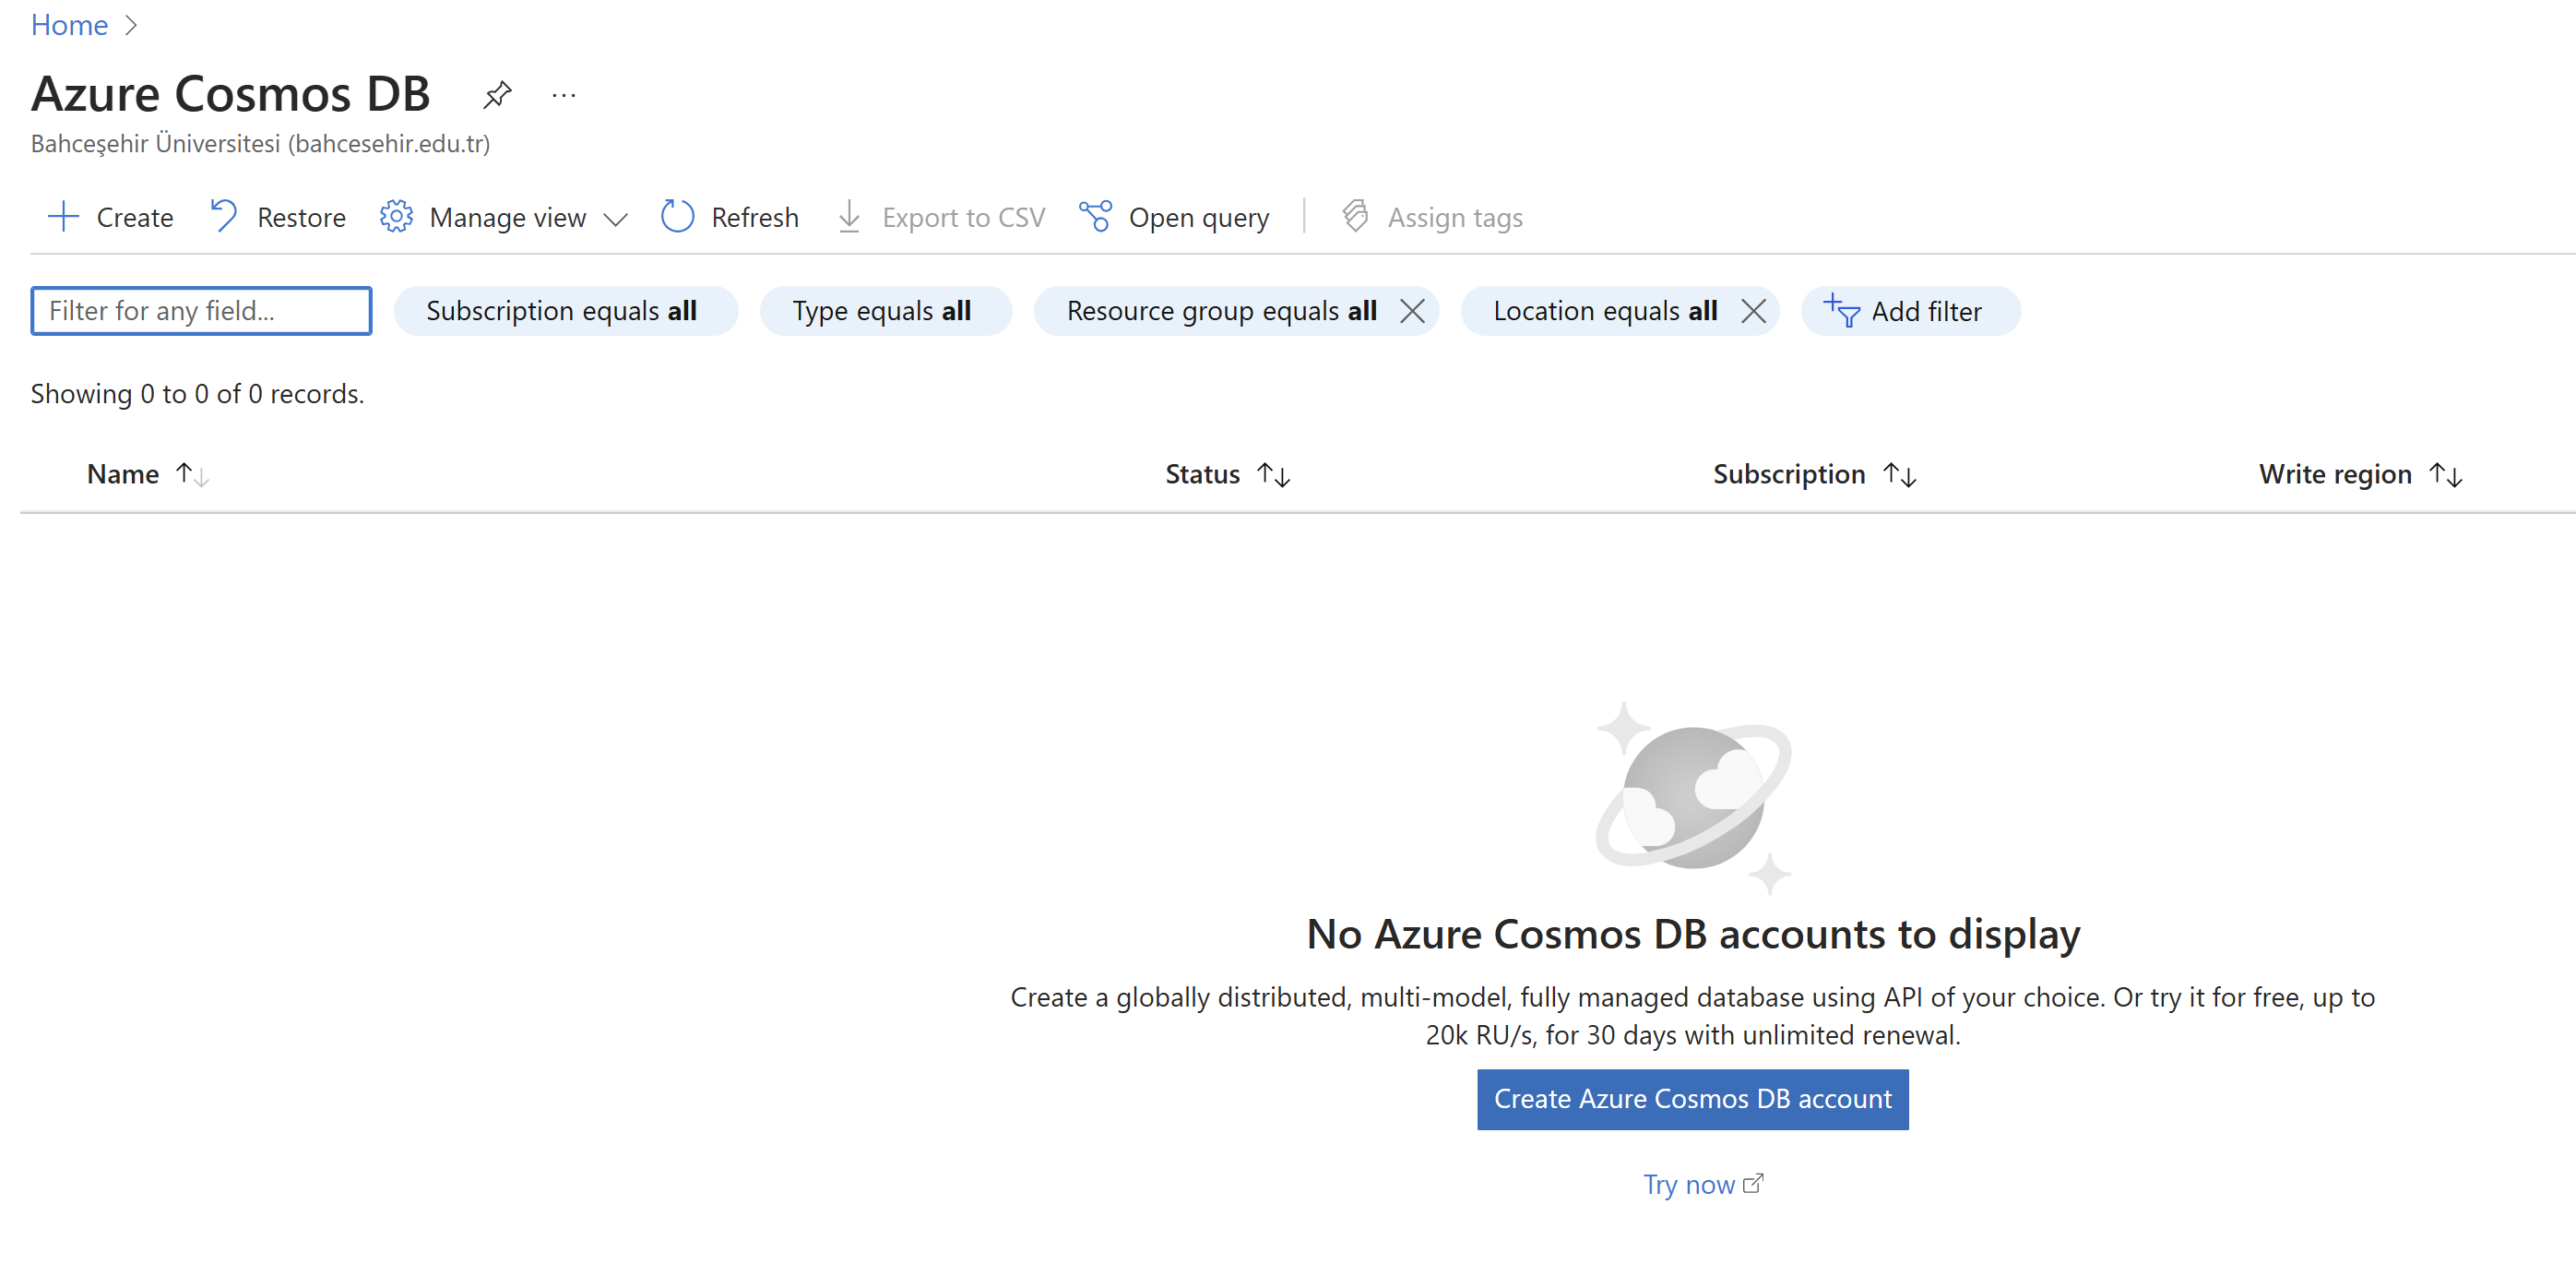 Home
Azure Cosmos DB
Bahceşehir Üniversitesi (bahcesehir.edu.tr)
Create Restore Manage view Refresh Export to CSV Open query Assign tags
Filter for any field... Subscription equals all Type equals all Resource group equals all Location equals all Add filter
Showing 0 to 0 of 0 records.
Name Status Subscription Write region
No Azure Cosmos DB accounts to display
Create a globally distributed, multi-model, fully managed database using API of your choice. Or try it for free, up to
20k RU/s, for 30 days with unlimited renewal.
Create Azure Cosmos DB account
Try now